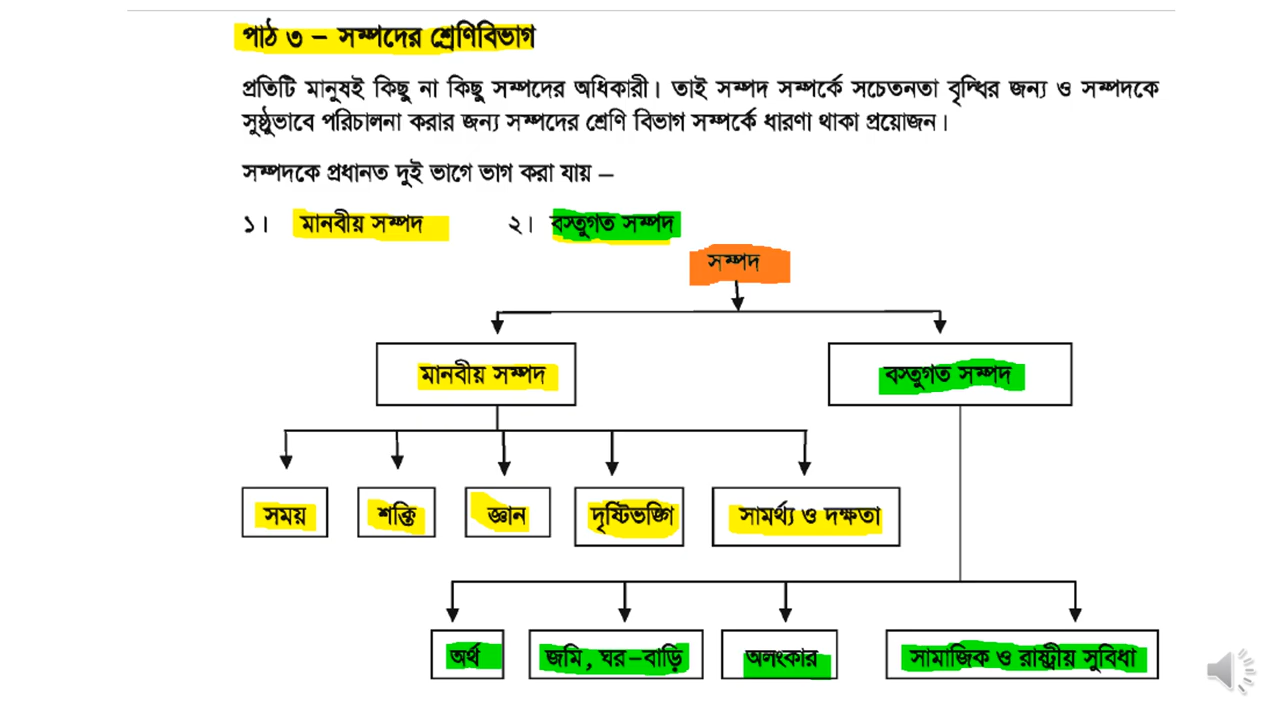 পাঠ ৩ – সম্পদের শ্রেণিবিভাগ
প্রতিটি মানুষই কিছু না কিছু সম্পদের অধিকারী। তাই সম্পদ সম্পর্কে সচেতনতা বৃদ্ধির জন্য ও সম্পদকে
সুষ্ঠুভাবে পরিচালনা করার জন্য সম্পদের শ্রেণি বিভাগ সম্পর্কে ধারণা থাকা প্রয়োজন।
সম্পদকে প্রধানত দুই ভাগে ভাগ করা যায় –
১। মানবীয় সম্পদ ২। বস্তুগত সম্পদ
সম্পদ
মানবীয় সম্পদ বস্তুগত সম্পদ
সময় শক্তি জ্ঞান দৃষ্টিভঙ্গি সামর্থ্য ও দক্ষতা
অর্থ জমি, ঘর–বাড়ি অলংকার সামাজিক ও রাষ্ট্রীয় সুবিধা